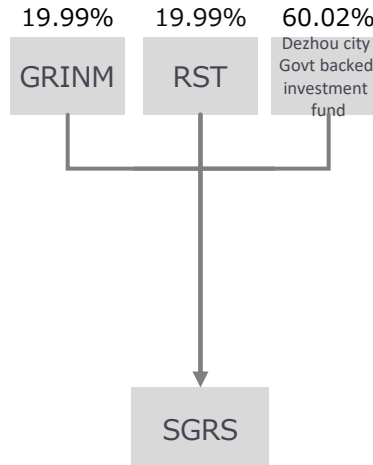 19.99% 19.99% 60.02%
GRINM
RST
Dezhou city
Govt backed
investment
fund
SGRS